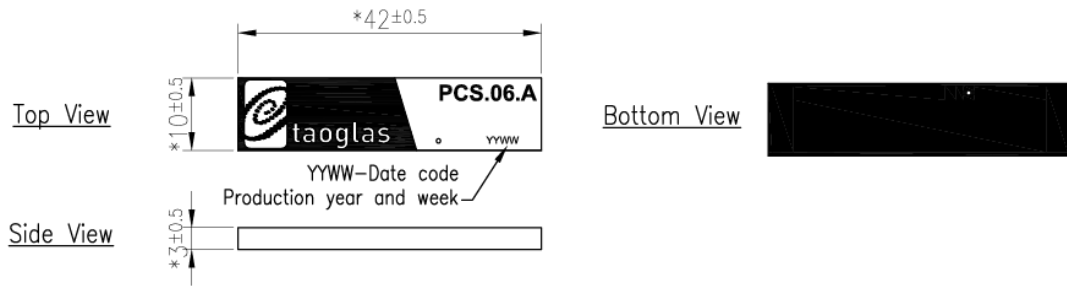 *42±0.5
*10±0.5
Top View
PCS.06.A
taoglas
YYWW
Bottom View
YYWW-Date code
Production year and week
Side View
*3±0.5